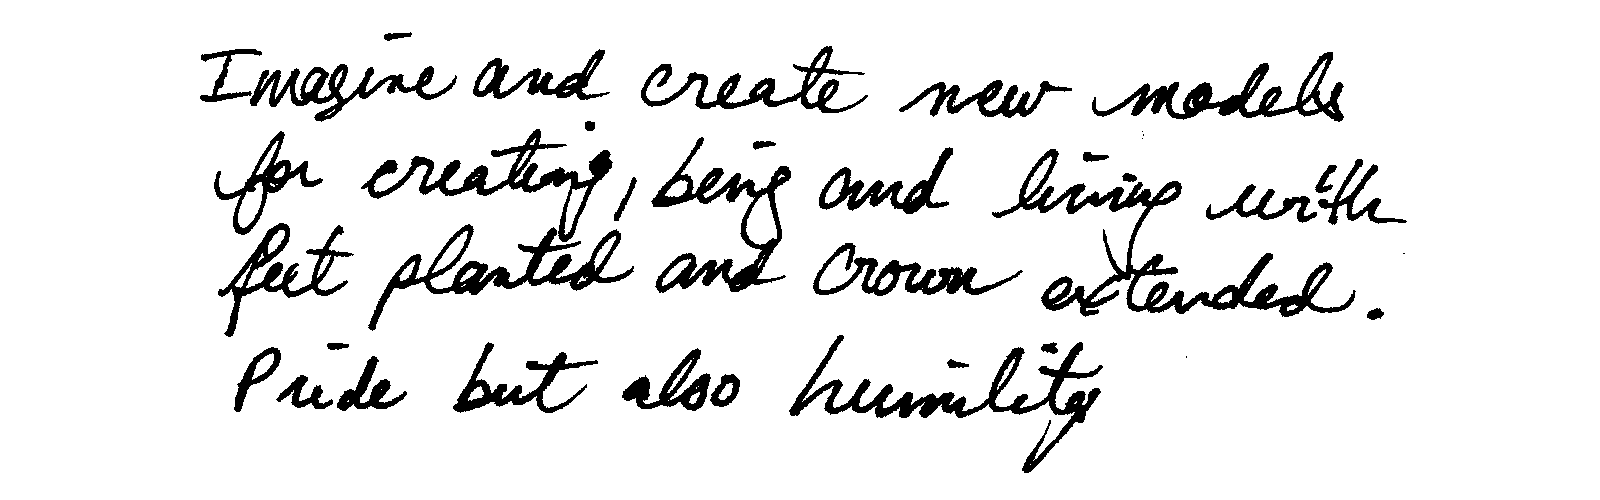 Imagine and create new models
for creating, being and living with
feet planted and crown extended.
Pride but also humility